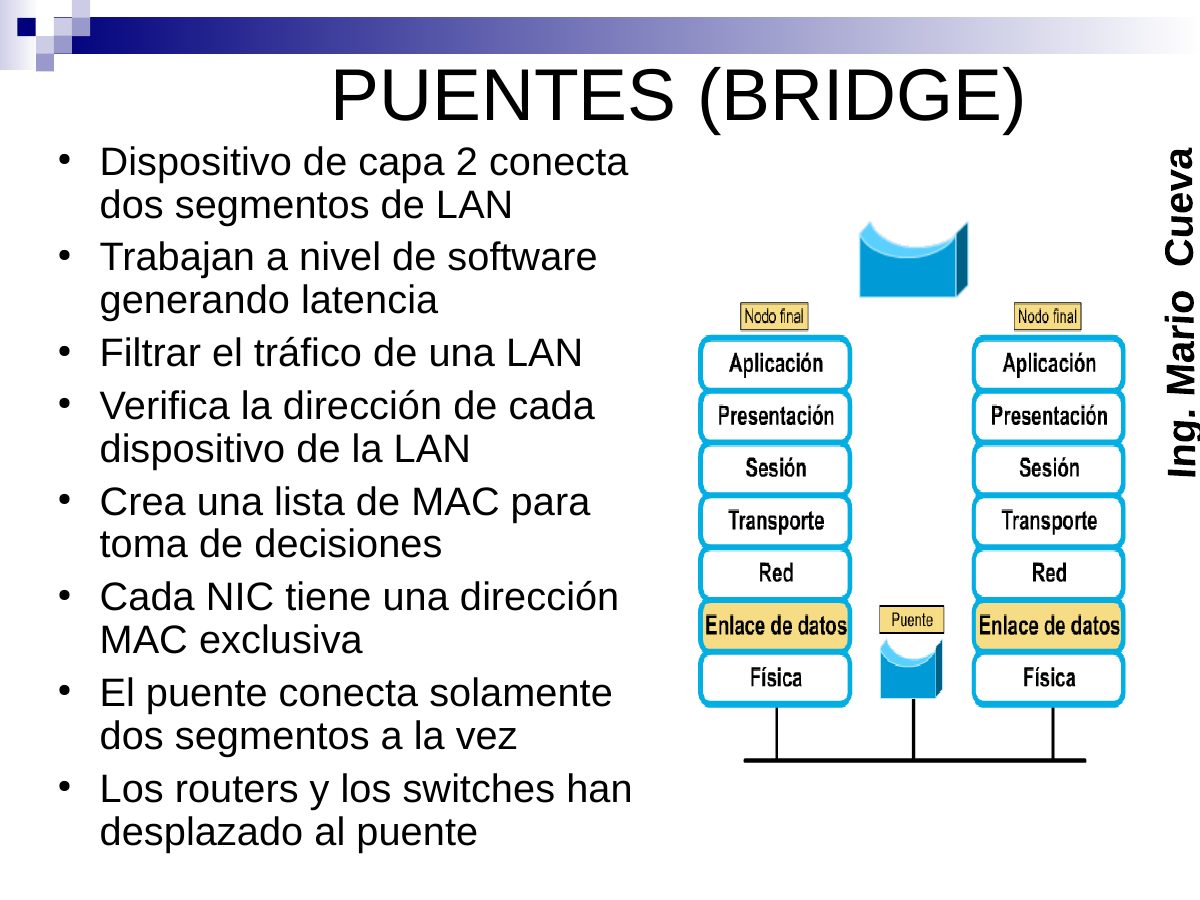 PUENTES (BRIDGE)
• Dispositivo de capa 2 conecta
dos segmentos de LAN
• Trabajan a nivel de software
generando latencia
• Filtrar el tráfico de una LAN
• Verifica la dirección de cada
dispositivo de la LAN
• Crea una lista de MAC para
toma de decisiones
• Cada NIC tiene una dirección
MAC exclusiva
• El puente conecta solamente
dos segmentos a la vez
• Los routers y los switches han
desplazado al puente
Nodo final
Aplicación
Presentación
Sesión
Transporte
Red
Enlace de datos
Física
Puente
Nodo final
Aplicación
Presentación
Sesión
Transporte
Red
Enlace de datos
Física
Ing. Mario Cueva